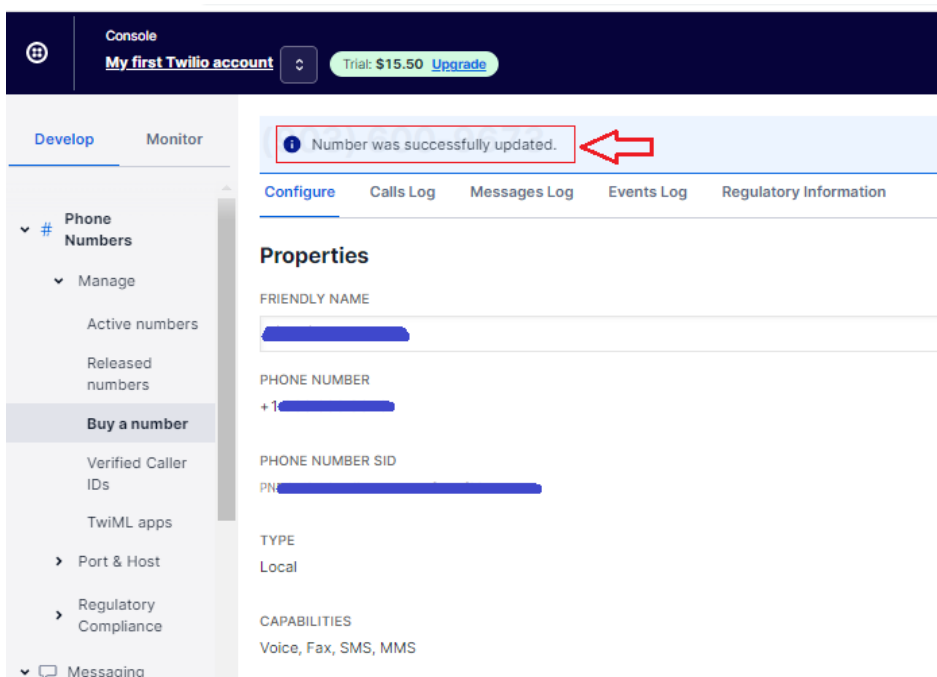 Console
My first Twilio account
Trial: $15.50 Upgrade
Develop Monitor
Number was successfully updated.
Configure Calls Log Messages Log Events Log Regulatory Information
Phone
Numbers
Manage
Active numbers
Released
numbers
Buy a number
Verified Caller
IDs
TwiML apps
Port & Host
Regulatory
Compliance
Messaging
Properties
FRIENDLY NAME
PHONE NUMBER
+1
PHONE NUMBER SID
PN
TYPE
Local
CAPABILITIES
Voice, Fax, SMS, MMS